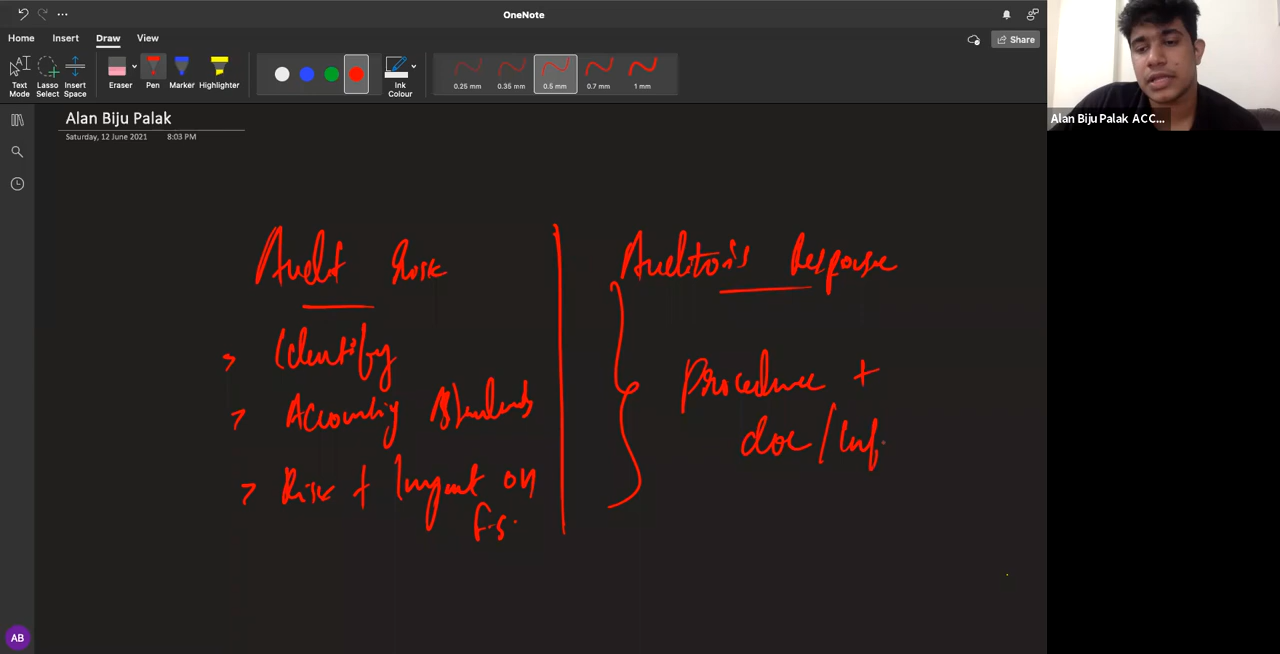 OneNote
Home Insert Draw View
Share
Text Mode
Lasso Select
Insert Space
Eraser
Pen
Marker
Highlighter
Ink Colour
0.25 mm
0.35 mm
0.5 mm
0.7 mm
1 mm
Alan Biju Palak
Saturday, 12 June 2021 8:03 PM
Alan Biju Palak ACC...
Audit Risk
> Identify
> Accounting Standards
> Risk + Impact on
F.S.
Auditor's Response
Procedure +
doc/Inf
AB